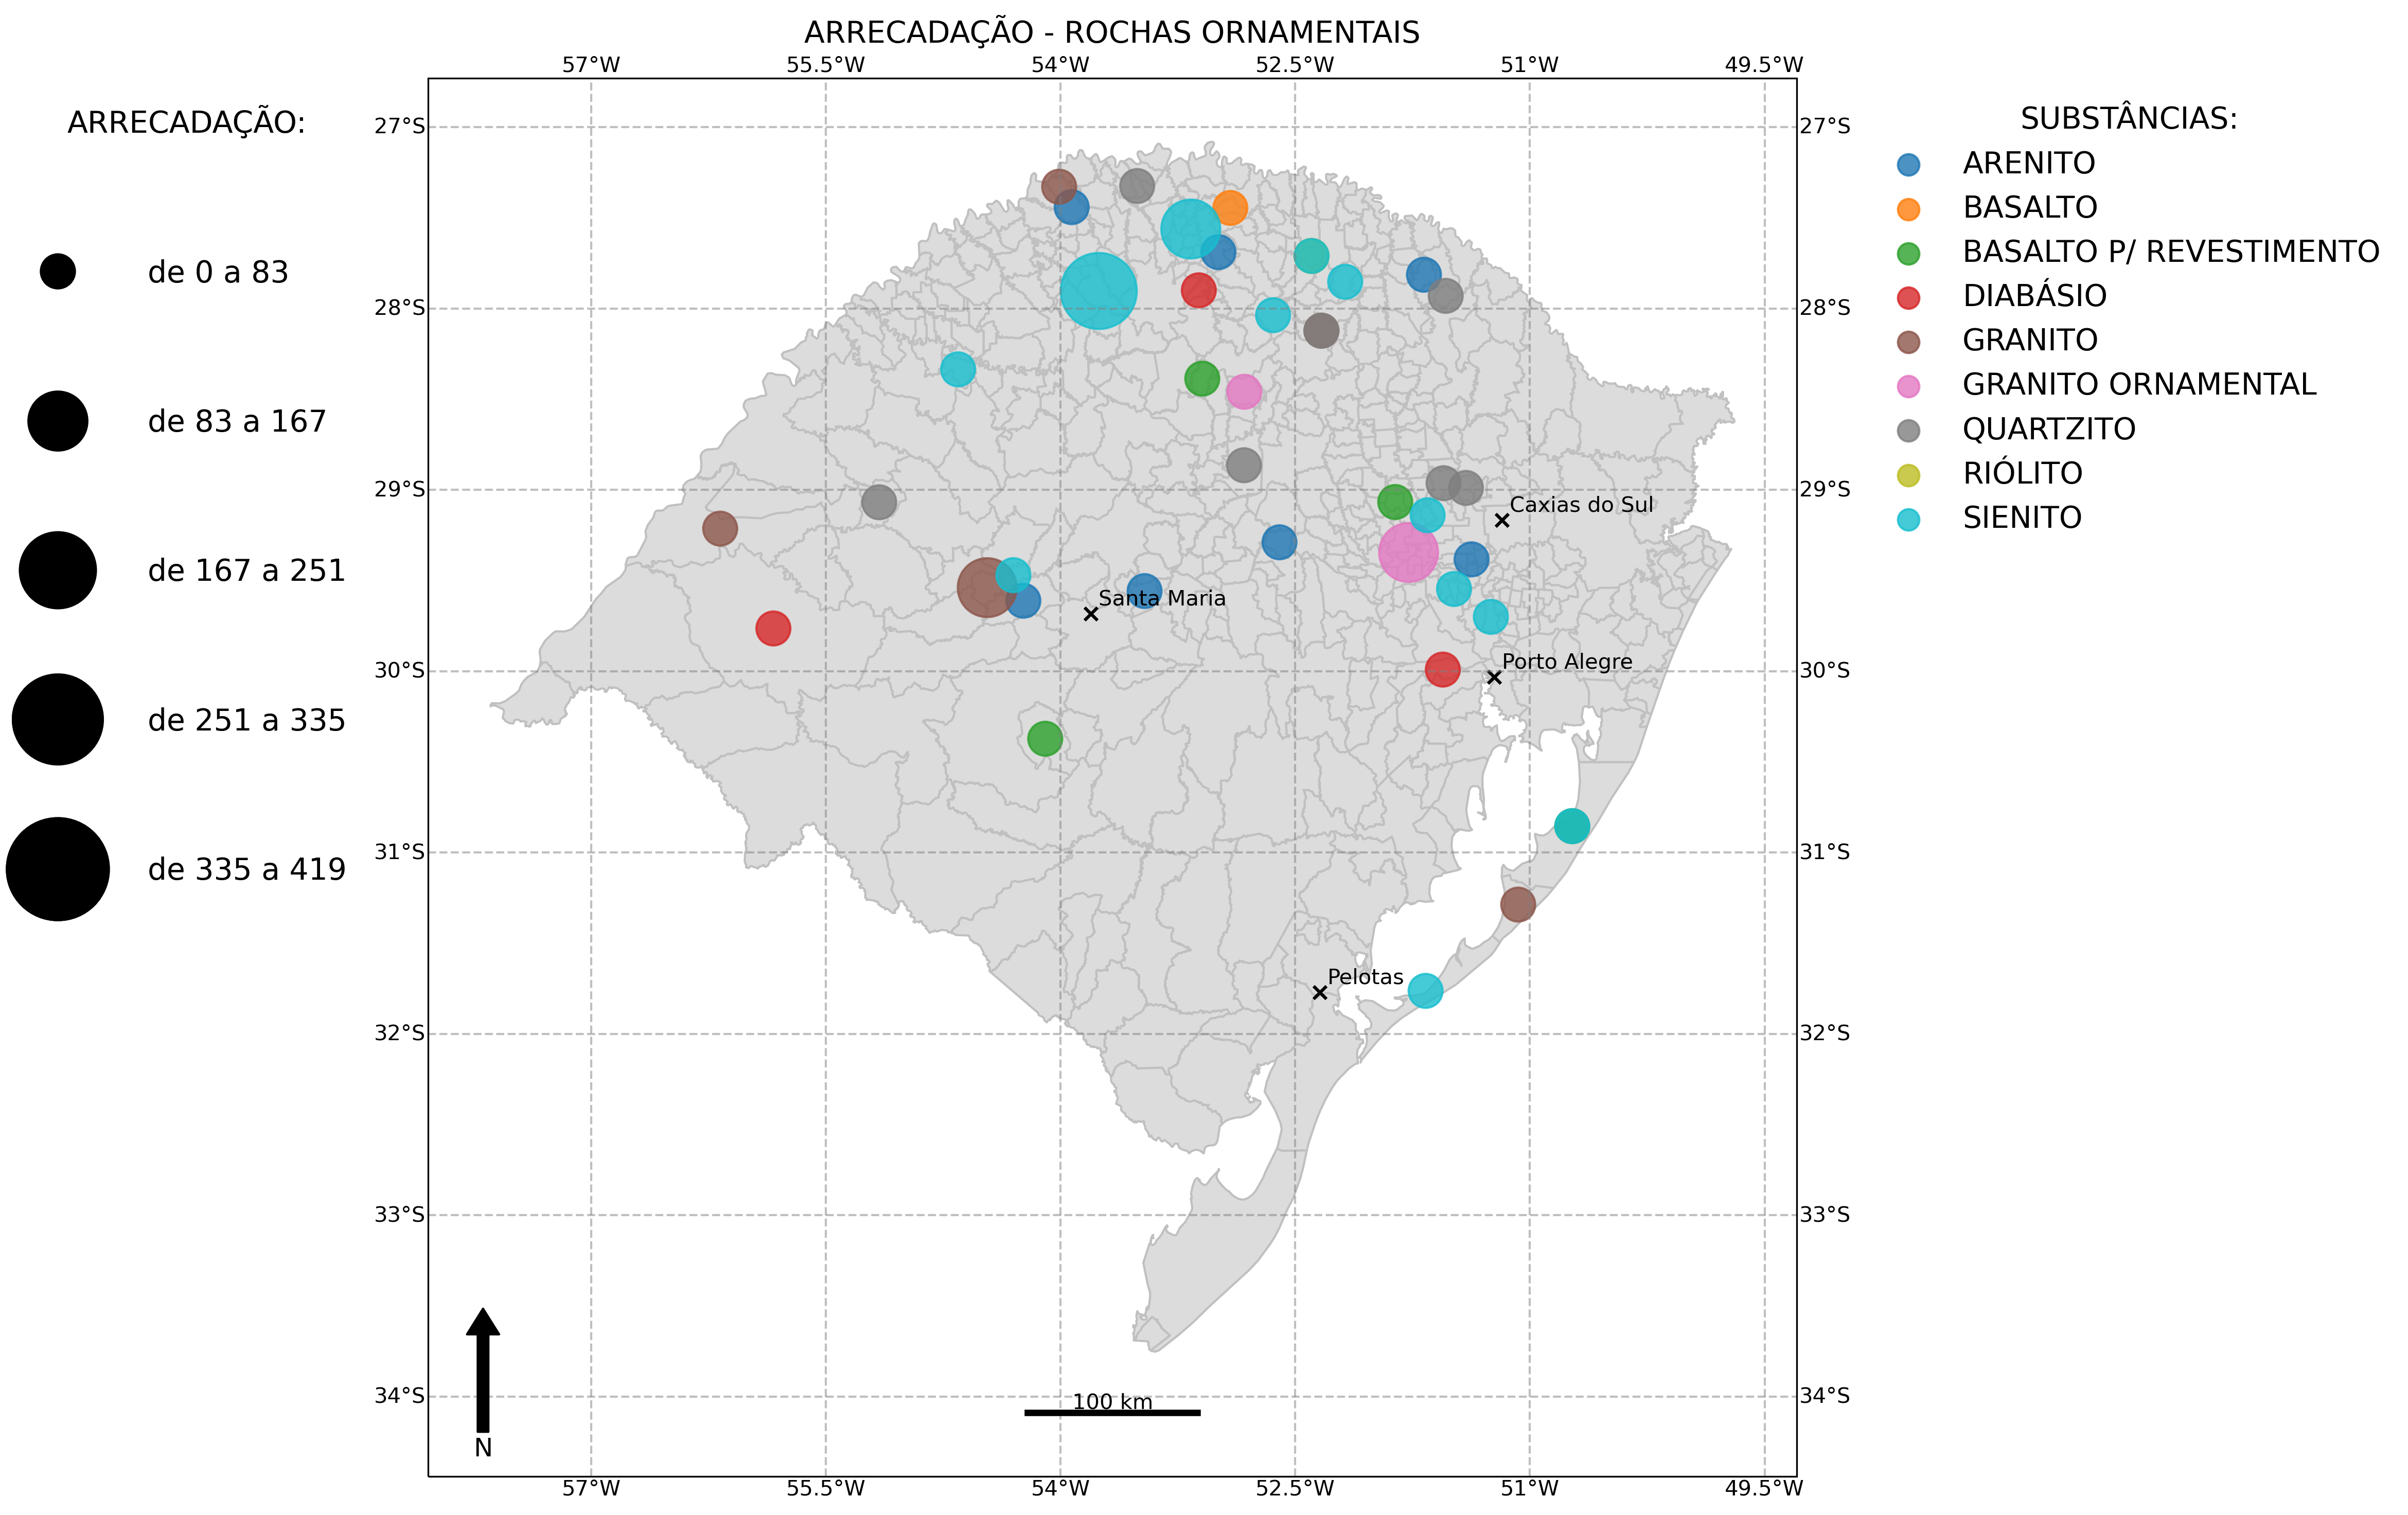 ARRECADAÇÃO - ROCHAS ORNAMENTAIS
57°W 55.5°W 54°W 52.5°W 51°W 49.5°W
ARRECADAÇÃO:
de 0 a 83
de 83 a 167
de 167 a 251
de 251 a 335
de 335 a 419
27°S
28°S
29°S
30°S
31°S
32°S
33°S
34°S
Caxias do Sul
Santa Maria
Porto Alegre
Pelotas
100 km
N
27°S
28°S
29°S
30°S
31°S
32°S
33°S
34°S
57°W 55.5°W 54°W 52.5°W 51°W 49.5°W
SUBSTÂNCIAS:
ARENITO
BASALTO
BASALTO P/ REVESTIMENTO
DIABÁSIO
GRANITO
GRANITO ORNAMENTAL
QUARTZITO
RIÓLITO
SIENITO